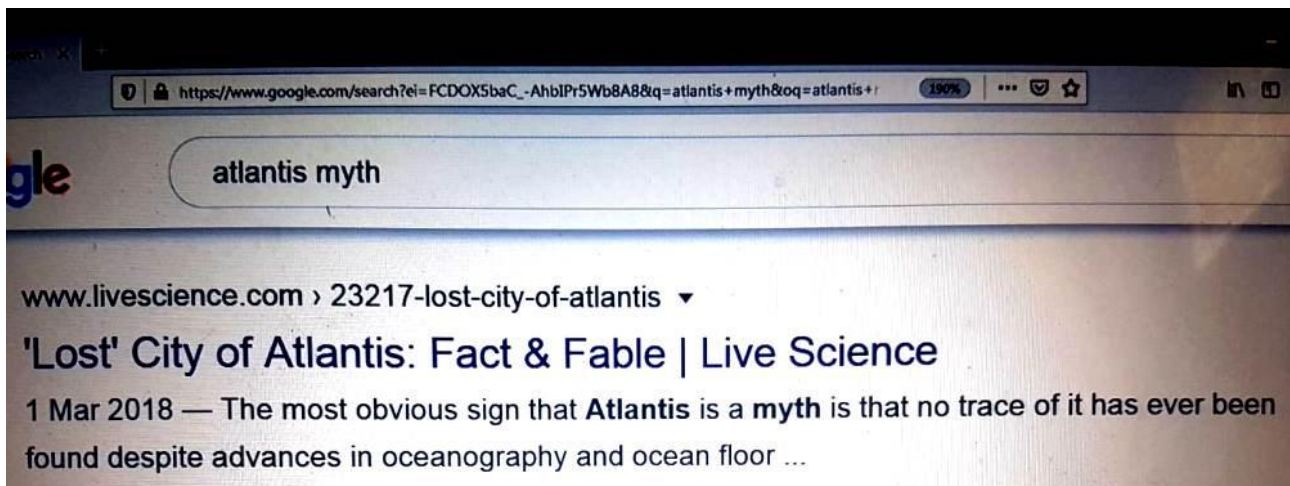 https://www.google.com/search?ei=FCDOX5baC_-AhbIPr5Wb8A8&q=atlantis+myth&oq=atlantis+
190%
gle
atlantis myth
www.livescience.com › 23217-lost-city-of-atlantis
'Lost' City of Atlantis: Fact & Fable | Live Science
1 Mar 2018 — The most obvious sign that Atlantis is a myth is that no trace of it has ever been
found despite advances in oceanography and ocean floor ...